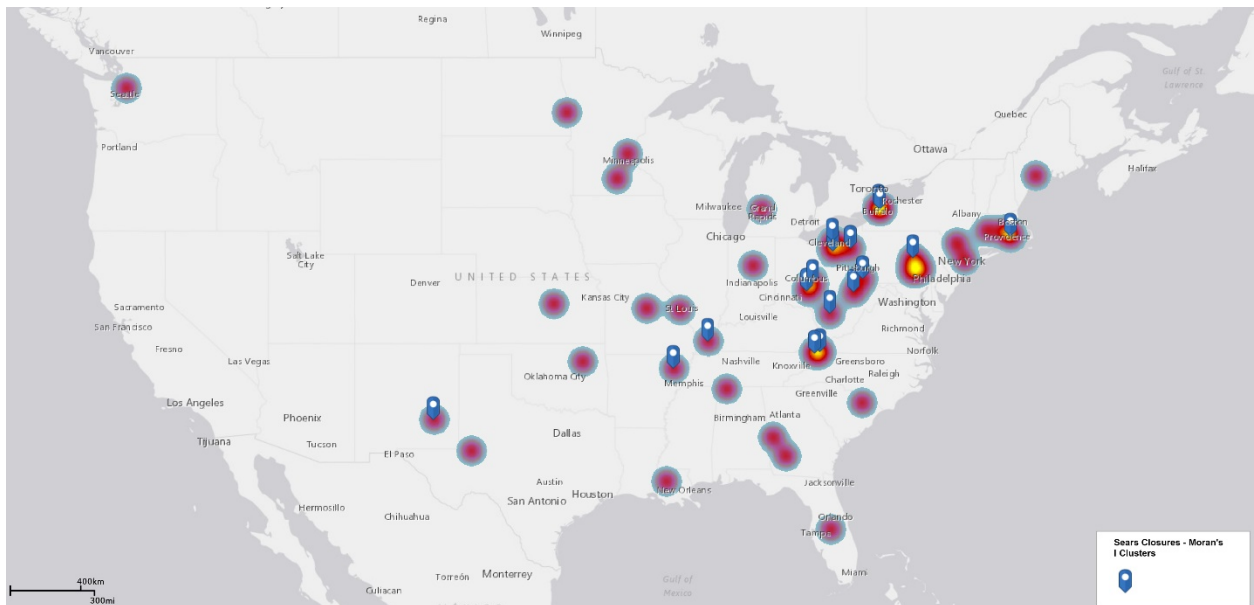 Regina
Winnipeg
Vancouver
Gulf of St.
Lawrence
Seattle
Quebec
Portland
Ottawa
Minneapolis
Halifar
Toronto
Rochester
Buffalo
Milwaukee
Grand
Rapids
Detroit
Albany
Boston
Chicago
Cleveland
Providence
Salt Lake
City
UNITED STATES
Pittsburgh
New York
Denver
Indianapolis
Columbus
Philadelphia
Kansas City
St Louis
Cincinnati
Washington
Sacramento
Louisville
San Francisco
Richmond
Fresno
Las Vegas
Nashville
Knoxville
Greensboro
Norfolk
Oklahoma City
Memphis
Raleigh
Charlotte
Los Angeles
Phoenix
Greenville
Birmingham
Atlanta
Tijuana
Tucson
Dallas
El Paso
Austin
Jacksonville
Houston
New Orleans
San Antonio
Hermosillo
Chihuahua
Orlando
Tampa
Sears Closures - Moran's
I Clusters
Miami
Torreón
Monterrey
Gulf of
Mexico
400km
Culiacan
300mi